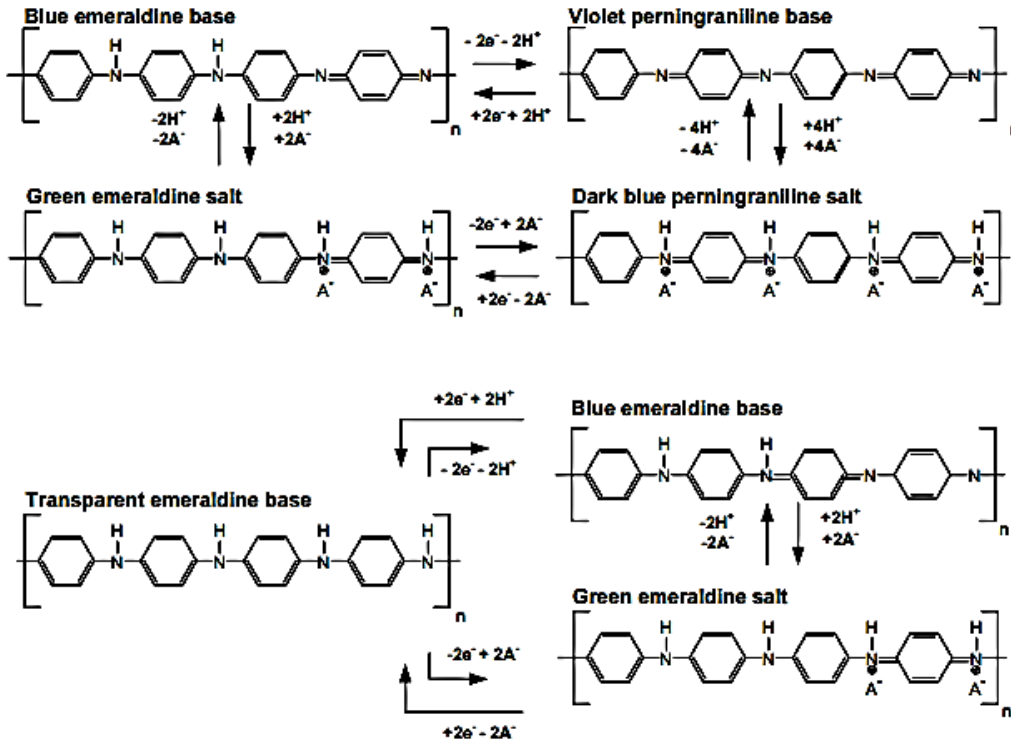 Blue emeraldine base
Violet perningraniline base
H H
N N N N
n
- 2e⁻ - 2H⁺
+2e⁻ + 2H⁺
N N N N
n
-2H⁺ +2H⁺
-2A⁻ +2A⁻
- 4H⁺ +4H⁺
- 4A⁻ +4A⁻
Green emeraldine salt
Dark blue perningraniline salt
H H H H
N N N N
⊕ ⊕
A⁻ A⁻
n
-2e⁻ + 2A⁻
+2e⁻ - 2A⁻
H H H H
N N N N
⊕ ⊕ ⊕ ⊕
A⁻ A⁻ A⁻ A⁻
+2e⁻ + 2H⁺
- 2e⁻ - 2H⁺
Blue emeraldine base
H H
N N N N
n
Transparent emeraldine base
H H H H
N N N N
n
-2H⁺ +2H⁺
-2A⁻ +2A⁻
Green emeraldine salt
H H H H
N N N N
⊕ ⊕
A⁻ A⁻
n
-2e⁻ + 2A⁻
+2e⁻ - 2A⁻